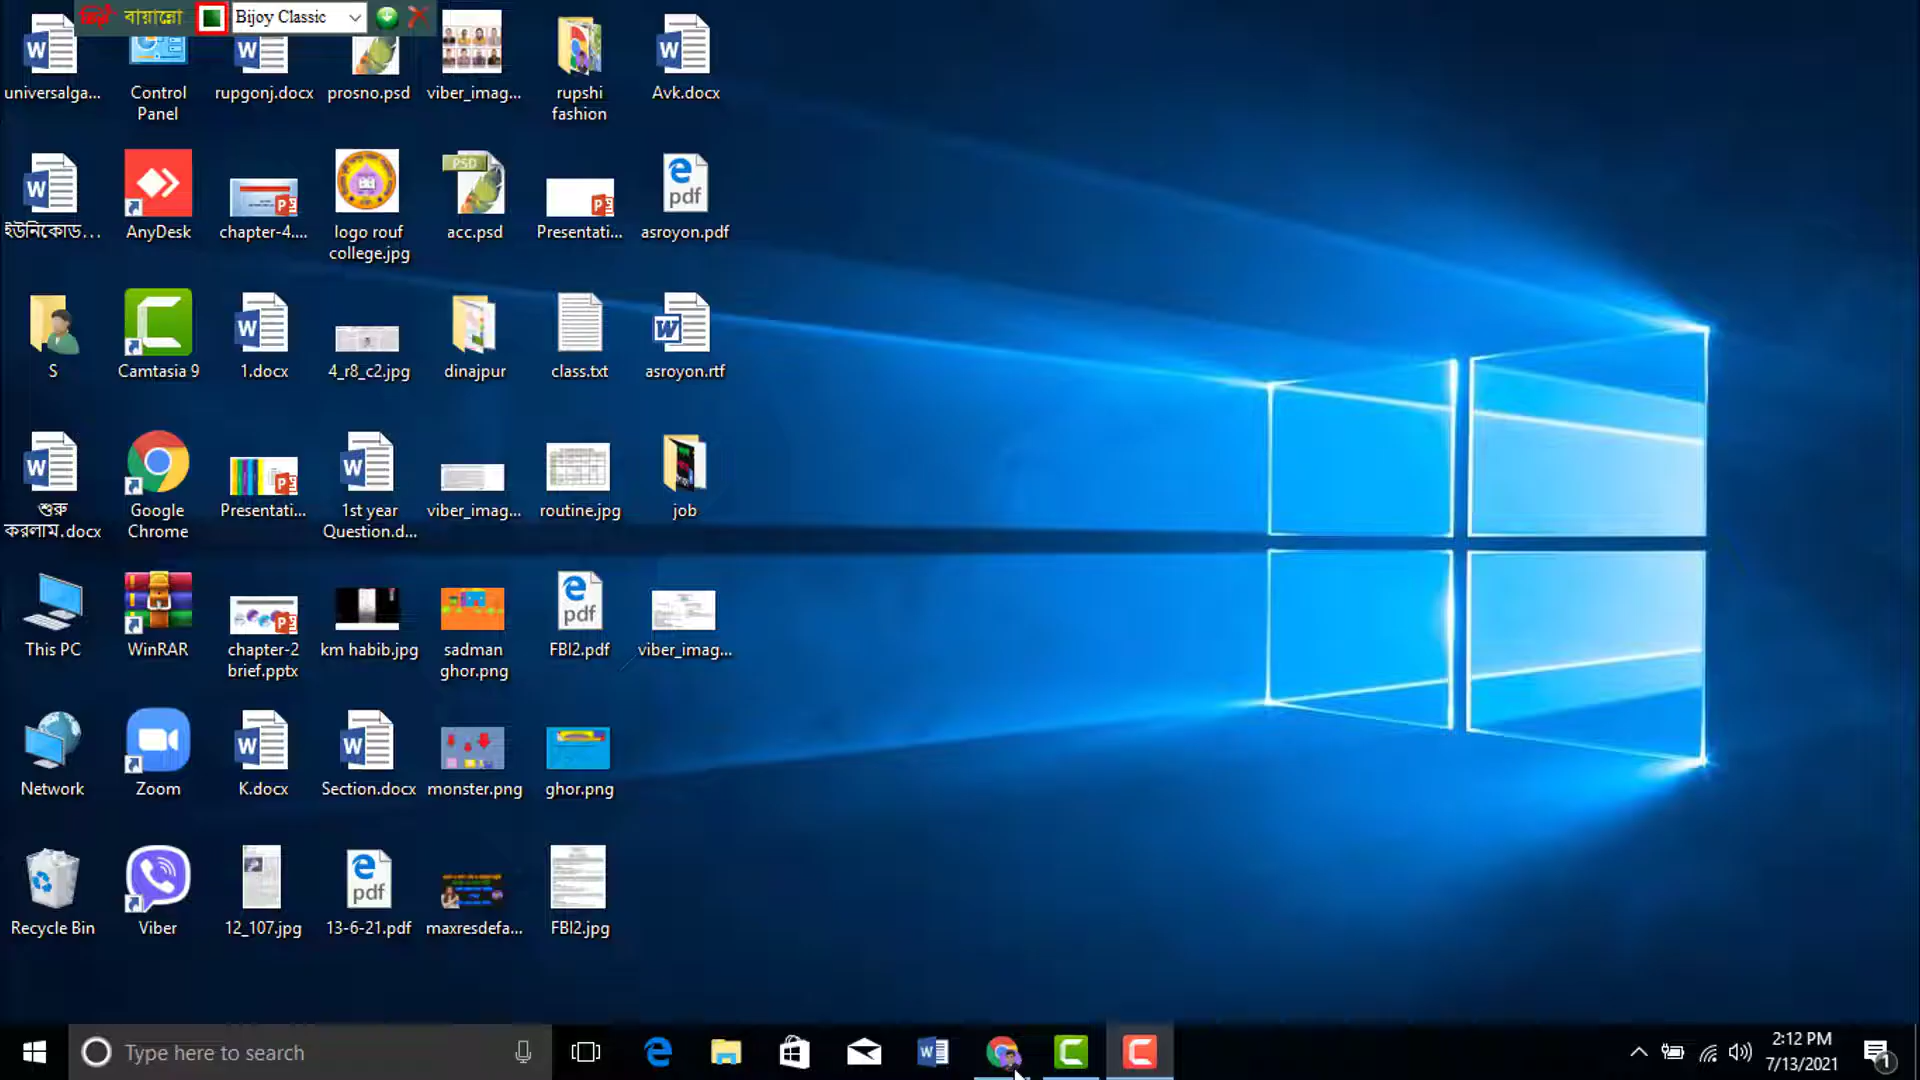 বায়ান্নো
Bijoy Classic
universalga...
Control
Panel
rupgonj.docx
prosno.psd
viber_imag...
rupshi
fashion
Avk.docx
ইউনিকোড...
AnyDesk
chapter-4....
logo rouf
college.jpg
PSD
acc.psd
Presentati...
pdf
asroyon.pdf
S
Camtasia 9
1.docx
4_r8_c2.jpg
dinajpur
class.txt
asroyon.rtf
শুরু
করলাম.docx
Google
Chrome
Presentati...
1st year
Question.d...
viber_imag...
routine.jpg
job
This PC
WinRAR
chapter-2
brief.pptx
km habib.jpg
sadman
ghor.png
pdf
FBI2.pdf
viber_imag...
Network
Zoom
K.docx
Section.docx
monster.png
ghor.png
Recycle Bin
Viber
12_107.jpg
pdf
13-6-21.pdf
maxresdefa...
FBI2.jpg
Type here to search
2:12 PM
7/13/2021
1